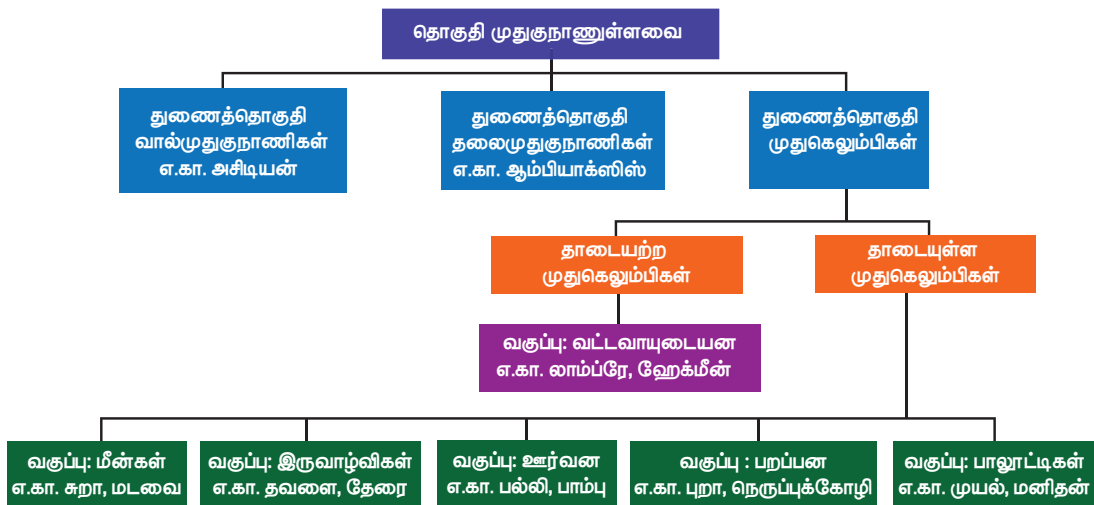 தொகுதி முதுகுநாணுள்ளவை
துணைத்தொகுதி
வால்முதுகுநாணிகள்
எ.கா. அசிடியன்
துணைத்தொகுதி
தலைமுதுகுநாணிகள்
எ.கா. ஆம்பியாக்ஸிஸ்
துணைத்தொகுதி
முதுகெலும்பிகள்
தாடையற்ற
முதுகெலும்பிகள்
தாடையுள்ள
முதுகெலும்பிகள்
வகுப்பு: வட்டவாயுடையன
எ.கா. லாம்ப்ரே, ஹேக்மீன்
வகுப்பு: மீன்கள்
எ.கா. சுறா, மடவை
வகுப்பு: இருவாழ்விகள்
எ.கா. தவளை, தேரை
வகுப்பு: ஊர்வன
எ.கா. பல்லி, பாம்பு
வகுப்பு : பறப்பன
எ.கா. புறா, நெருப்புக்கோழி
வகுப்பு: பாலூட்டிகள்
எ.கா. முயல், மனிதன்